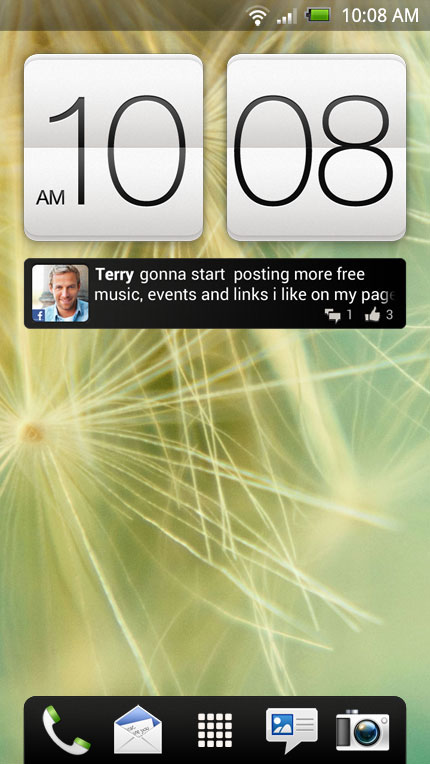 10:08 AM
AM 10 08
Terry gonna start posting more free
music, events and links i like on my page
1 3